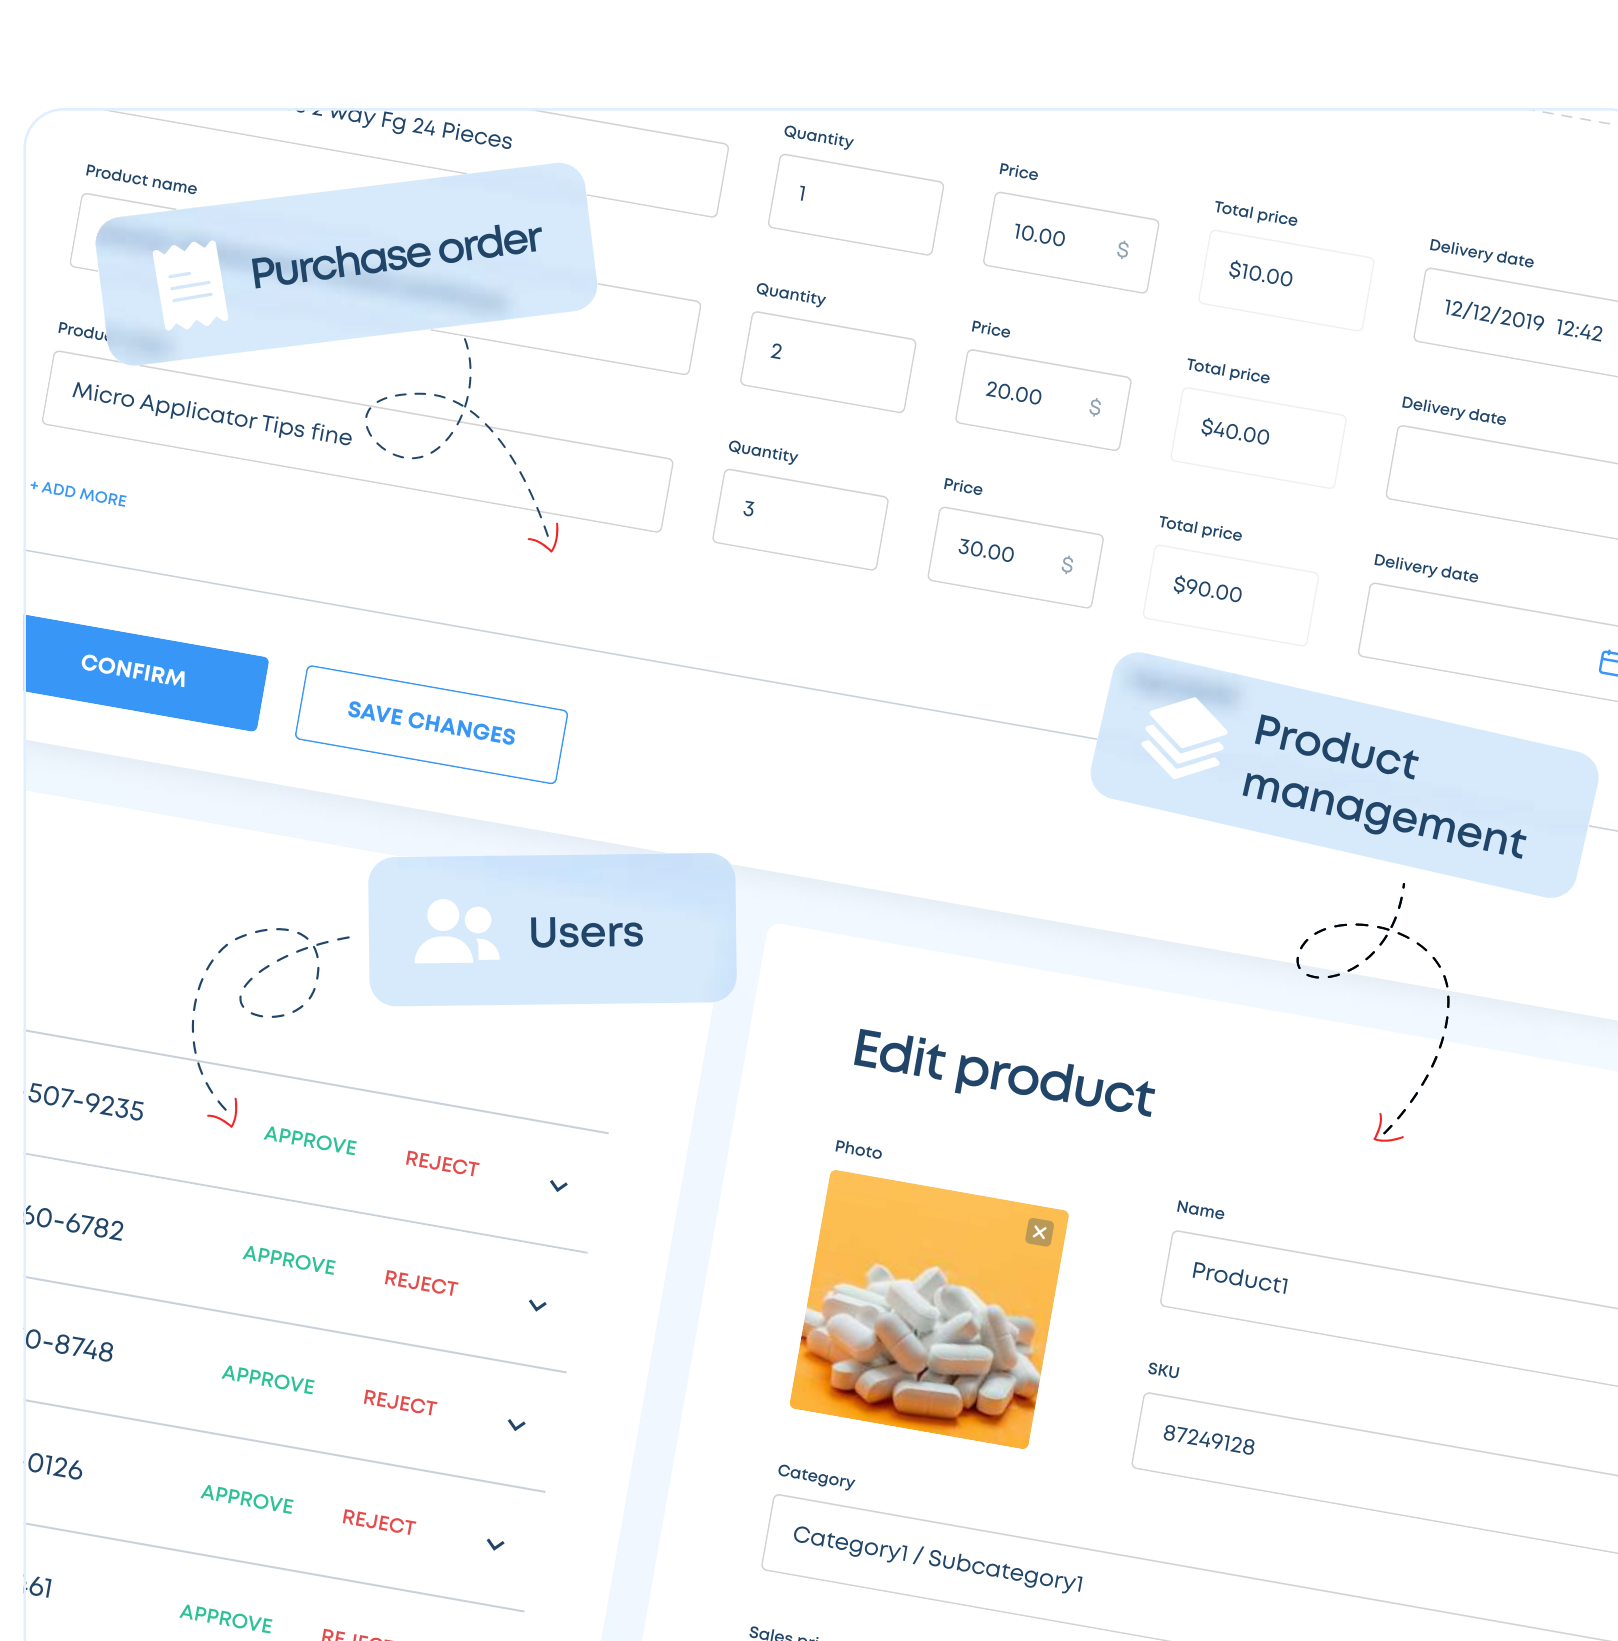 2 way Fg 24 Pieces
Quantity
1
Price
10.00 $
Total price
$10.00
Delivery date
12/12/2019 12:42
Product name
Purchase order
Quantity
2
Price
20.00 $
Total price
$40.00
Delivery date
Micro Applicator Tips fine
Quantity
3
Price
30.00 $
Total price
$90.00
Delivery date
+ ADD MORE
CONFIRM
SAVE CHANGES
Product
management
Users
507-9235
APPROVE REJECT
60-6782
APPROVE REJECT
0-8748
APPROVE REJECT
0126
APPROVE REJECT
61
APPROVE
Edit product
Photo
Name
Product1
SKU
87249128
Category
Category1 / Subcategory1
Sales